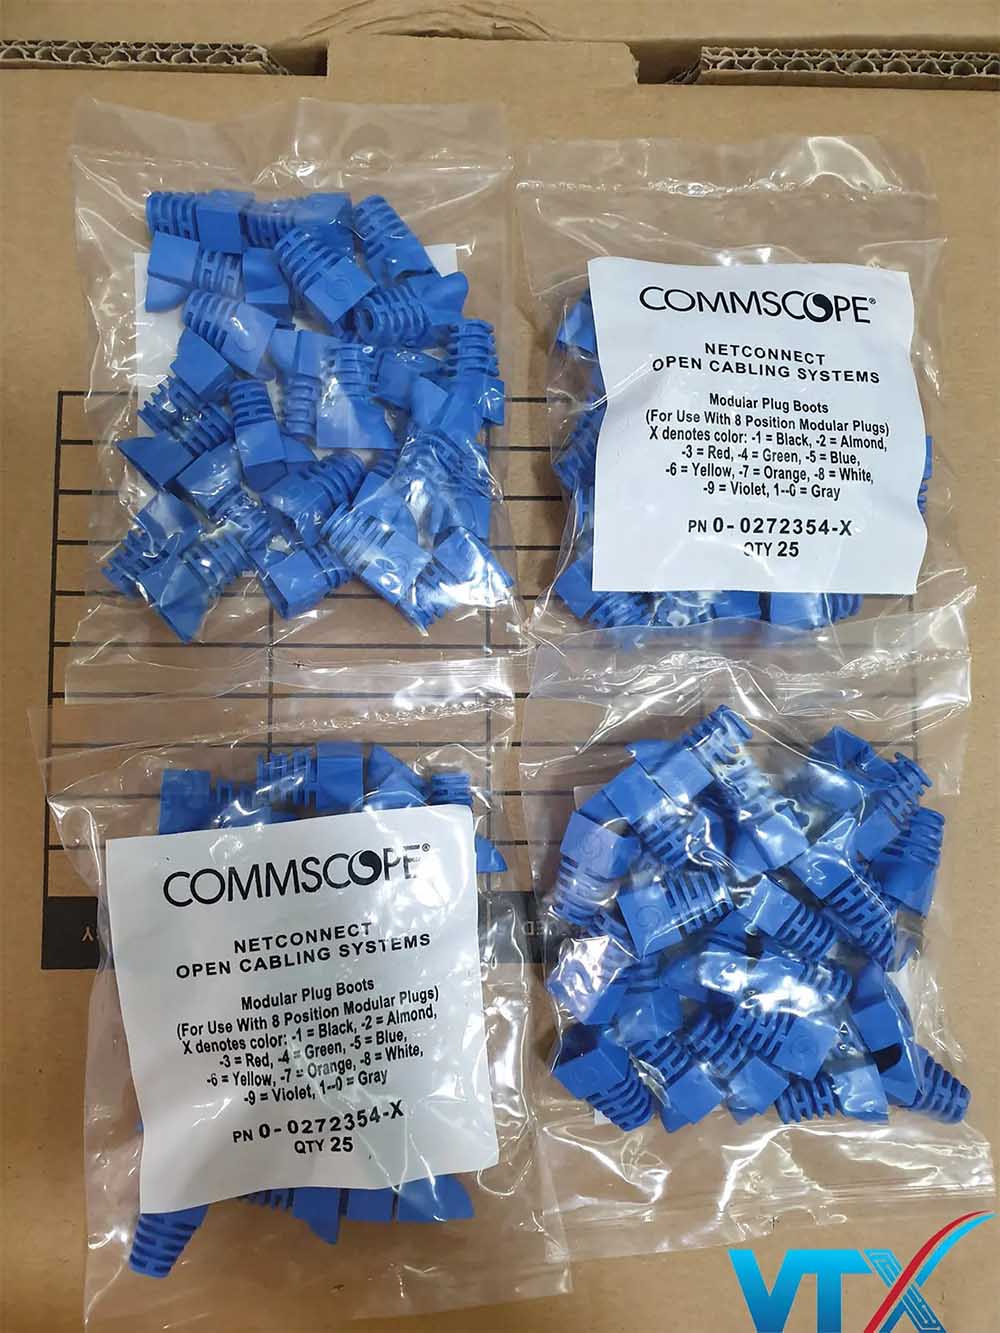 COMMSCOPE®
NETCONNECT
OPEN CABLING SYSTEMS
Modular Plug Boots
(For Use With 8 Position Modular Plugs)
X denotes color: -1 = Black, -2 = Almond,
-3 = Red, -4 = Green, -5 = Blue,
-6 = Yellow, -7 = Orange, -8 = White,
-9 = Violet, 1--0 = Gray
PN 0-0272354-X
QTY 25
COMMSCOPE®
NETCONNECT
OPEN CABLING SYSTEMS
Modular Plug Boots
(For Use With 8 Position Modular Plugs)
X denotes color: -1 = Black, -2 = Almond,
-3 = Red, -4 = Green, -5 = Blue,
-6 = Yellow, -7 = Orange, -8 = White,
-9 = Violet, 1--0 = Gray
PN 0-0272354-X
QTY 25
VTX